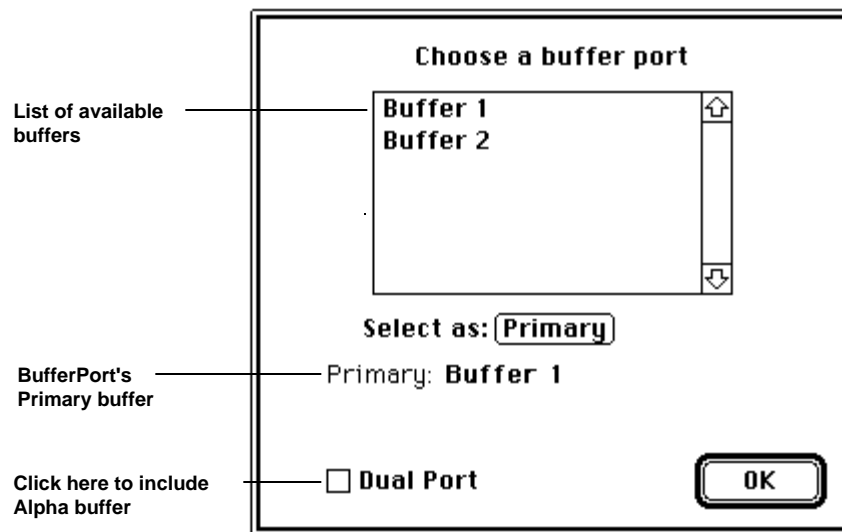 Choose a buffer port
List of available
buffers
Buffer 1
Buffer 2
Select as: Primary
BufferPort's
Primary buffer
Primary: Buffer 1
Click here to include
Alpha buffer
Dual Port
OK